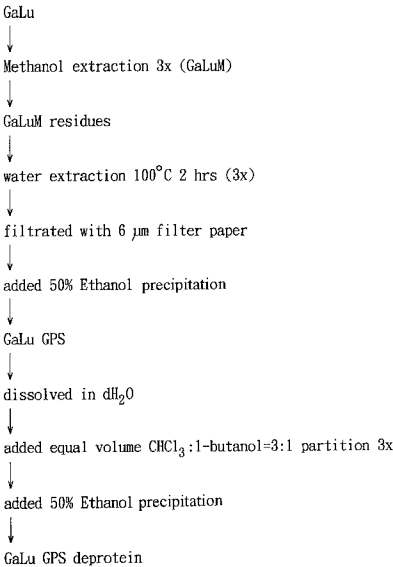 GaLu
Methanol extraction 3x (GaLuM)
GaLuM residues
water extraction 100°C 2 hrs (3x)
filtrated with 6 μm filter paper
added 50% Ethanol precipitation
GaLu GPS
dissolved in dH₂O
added equal volume CHCl₃:1-butanol=3:1 partition 3x
added 50% Ethanol precipitation
GaLu GPS deprotein